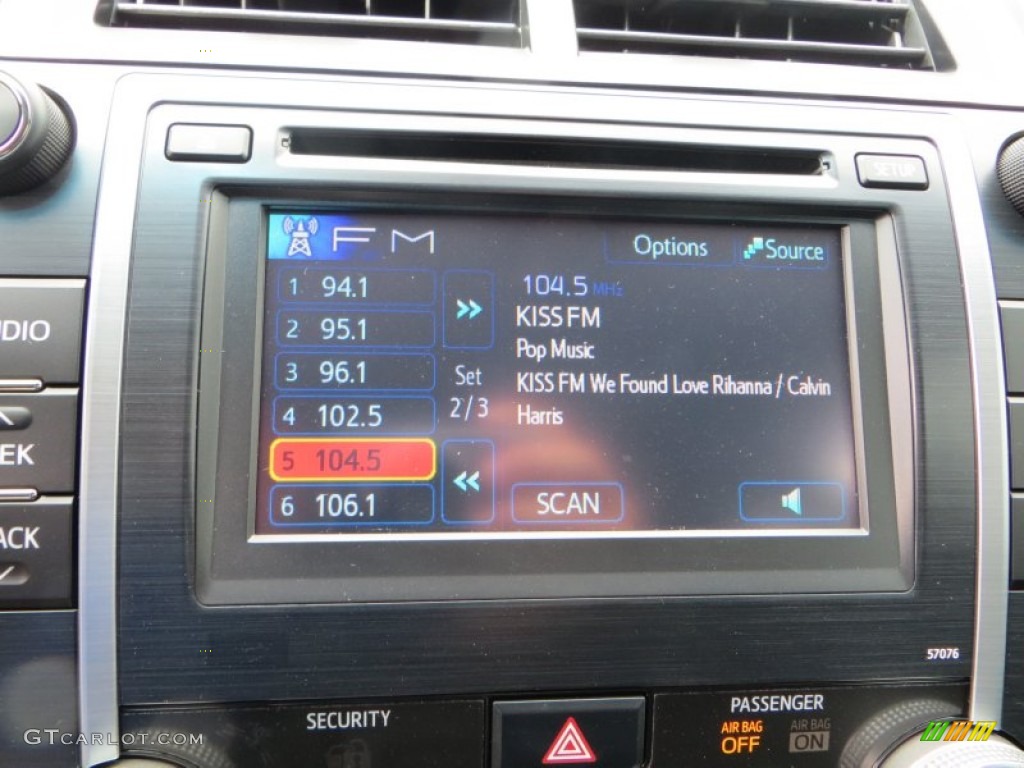 SETUP
FM
Options
Source
1 94.1
2 95.1
3 96.1
4 102.5
5 104.5
6 106.1
Set
2/3
104.5 MHz
KISS FM
Pop Music
KISS FM We Found Love Rihanna / Calvin
Harris
SCAN
UDIO
EK
ACK
57076
SECURITY
PASSENGER
AIR BAG
OFF
AIR BAG
ON
GTCARLOT.COM